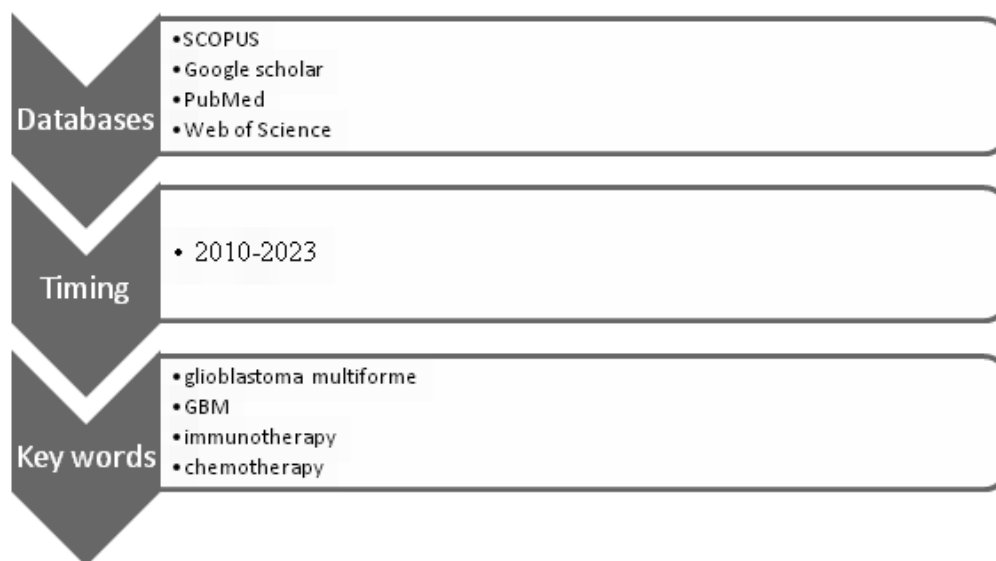 Databases
•SCOPUS
•Google scholar
•PubMed
•Web of Science
Timing
• 2010-2023
Key words
•glioblastoma multiforme
•GBM
•immunotherapy
•chemotherapy